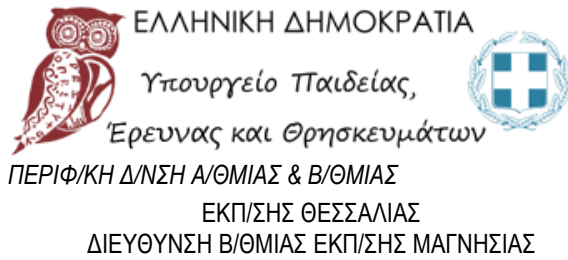 ΕΛΛΗΝΙΚΗ ΔΗΜΟΚΡΑΤΙΑ
Υπουργείο Παιδείας,
Έρευνας και Θρησκευμάτων
ΠΕΡΙΦ/ΚΗ Δ/ΝΣΗ Α/ΘΜΙΑΣ & Β/ΘΜΙΑΣ
ΕΚΠ/ΣΗΣ ΘΕΣΣΑΛΙΑΣ
ΔΙΕΥΘΥΝΣΗ Β/ΘΜΙΑΣ ΕΚΠ/ΣΗΣ ΜΑΓΝΗΣΙΑΣ